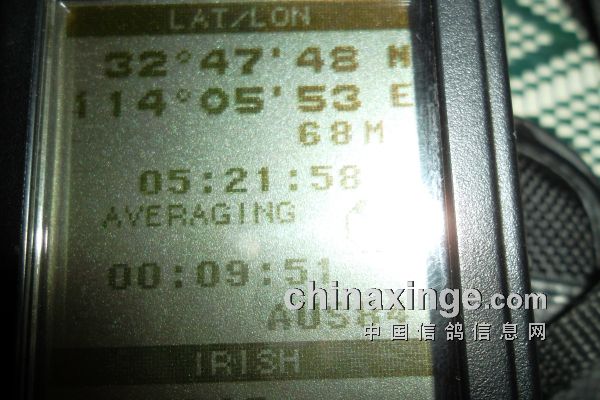 LAT/LON
32°47'48 N
114°05'53 E
68M
05:21:58
AVERAGING
00:09:51
chinaxinge.com
AUS84
中国信鸽信息网
IRISH